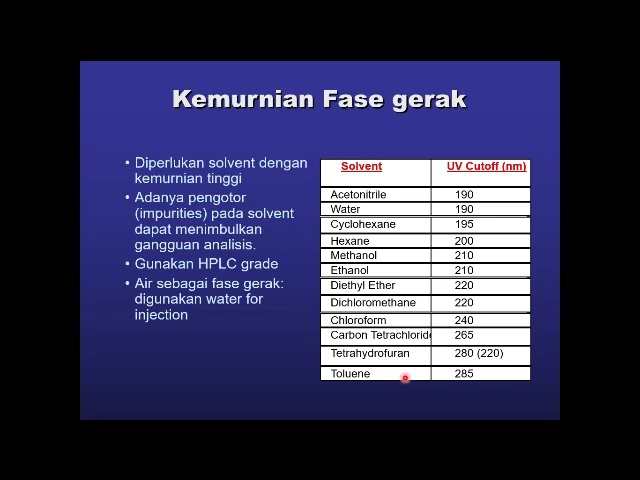 Kemurnian Fase gerak
• Diperlukan solvent dengan
kemurnian tinggi
• Adanya pengotor
(impurities) pada solvent
dapat menimbulkan
gangguan analisis.
• Gunakan HPLC grade
• Air sebagai fase gerak:
digunakan water for
injection
Solvent UV Cutoff (nm)
Acetonitrile 190
Water 190
Cyclohexane 195
Hexane 200
Methanol 210
Ethanol 210
Diethyl Ether 220
Dichloromethane 220
Chloroform 240
Carbon Tetrachloride 265
Tetrahydrofuran 280 (220)
Toluene 285